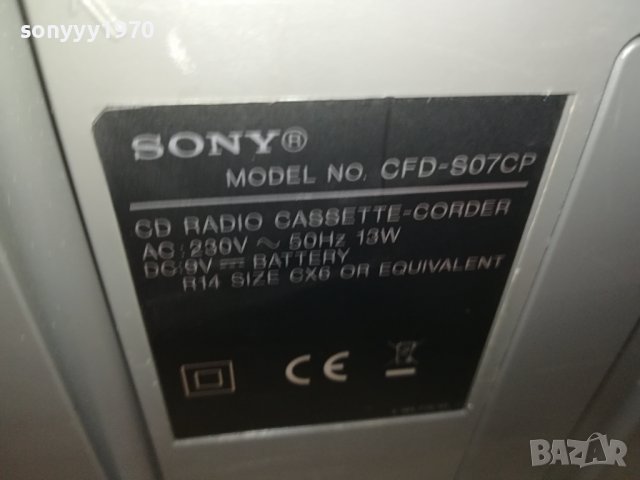 sonyyy1970
SONY®
MODEL NO. CFD-S07CP
CD RADIO CASSETTE-CORDER
AC: 230V ~ 50Hz 13W
DC: 9V ⎓ BATTERY
R14 SIZE CX6 OR EQUIVALENT
CE
BAZAR